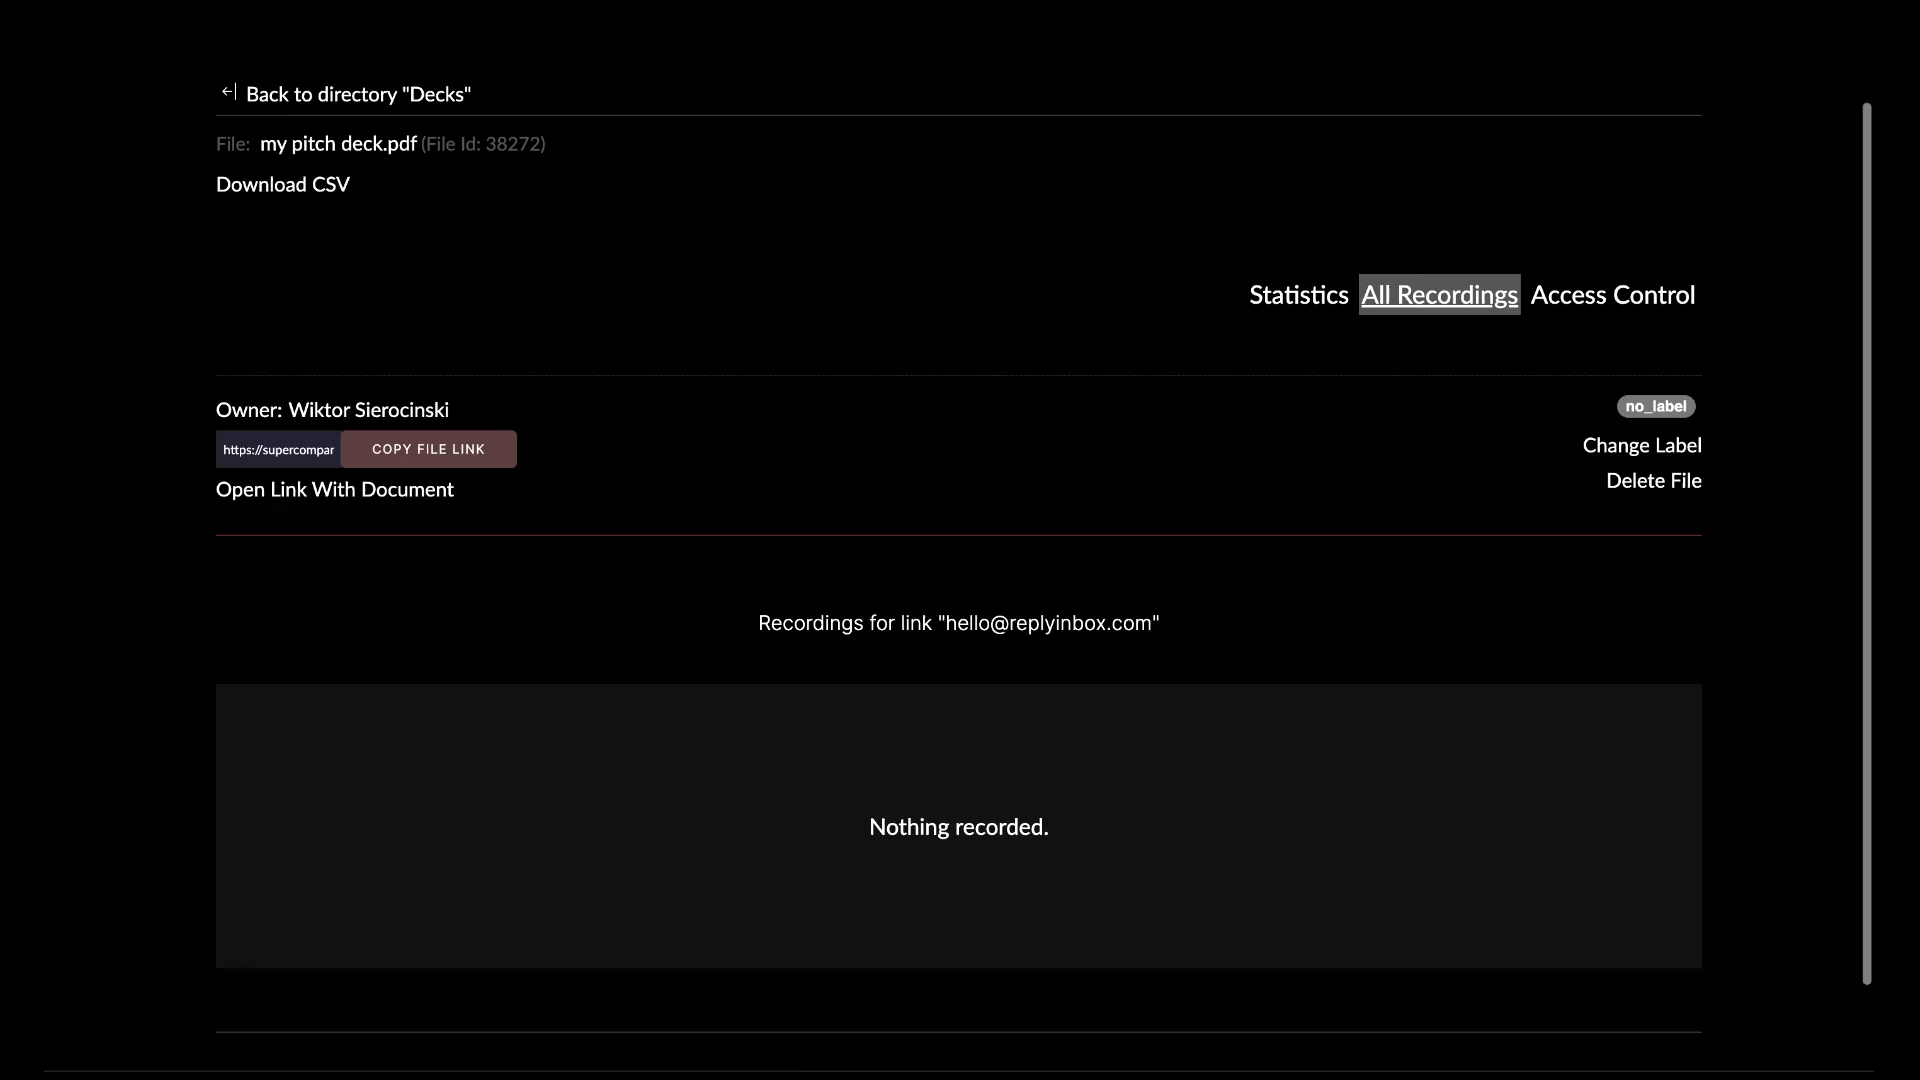 Back to directory "Decks"
File: my pitch deck.pdf (File Id: 38272)
Download CSV
Statistics All Recordings Access Control
Owner: Wiktor Sierocinski
no_label
https://supercompar COPY FILE LINK
Change Label
Open Link With Document
Delete File
Recordings for link "hello@replyinbox.com"
Nothing recorded.